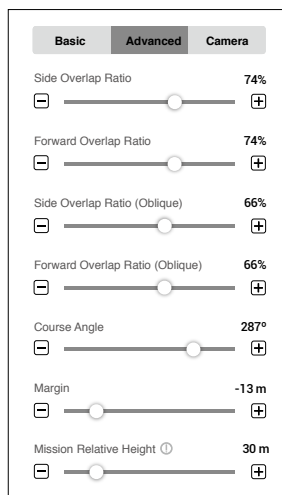 Basic Advanced Camera
Side Overlap Ratio 74%
Forward Overlap Ratio 74%
Side Overlap Ratio (Oblique) 66%
Forward Overlap Ratio (Oblique) 66%
Course Angle 287º
Margin -13 m
Mission Relative Height 30 m